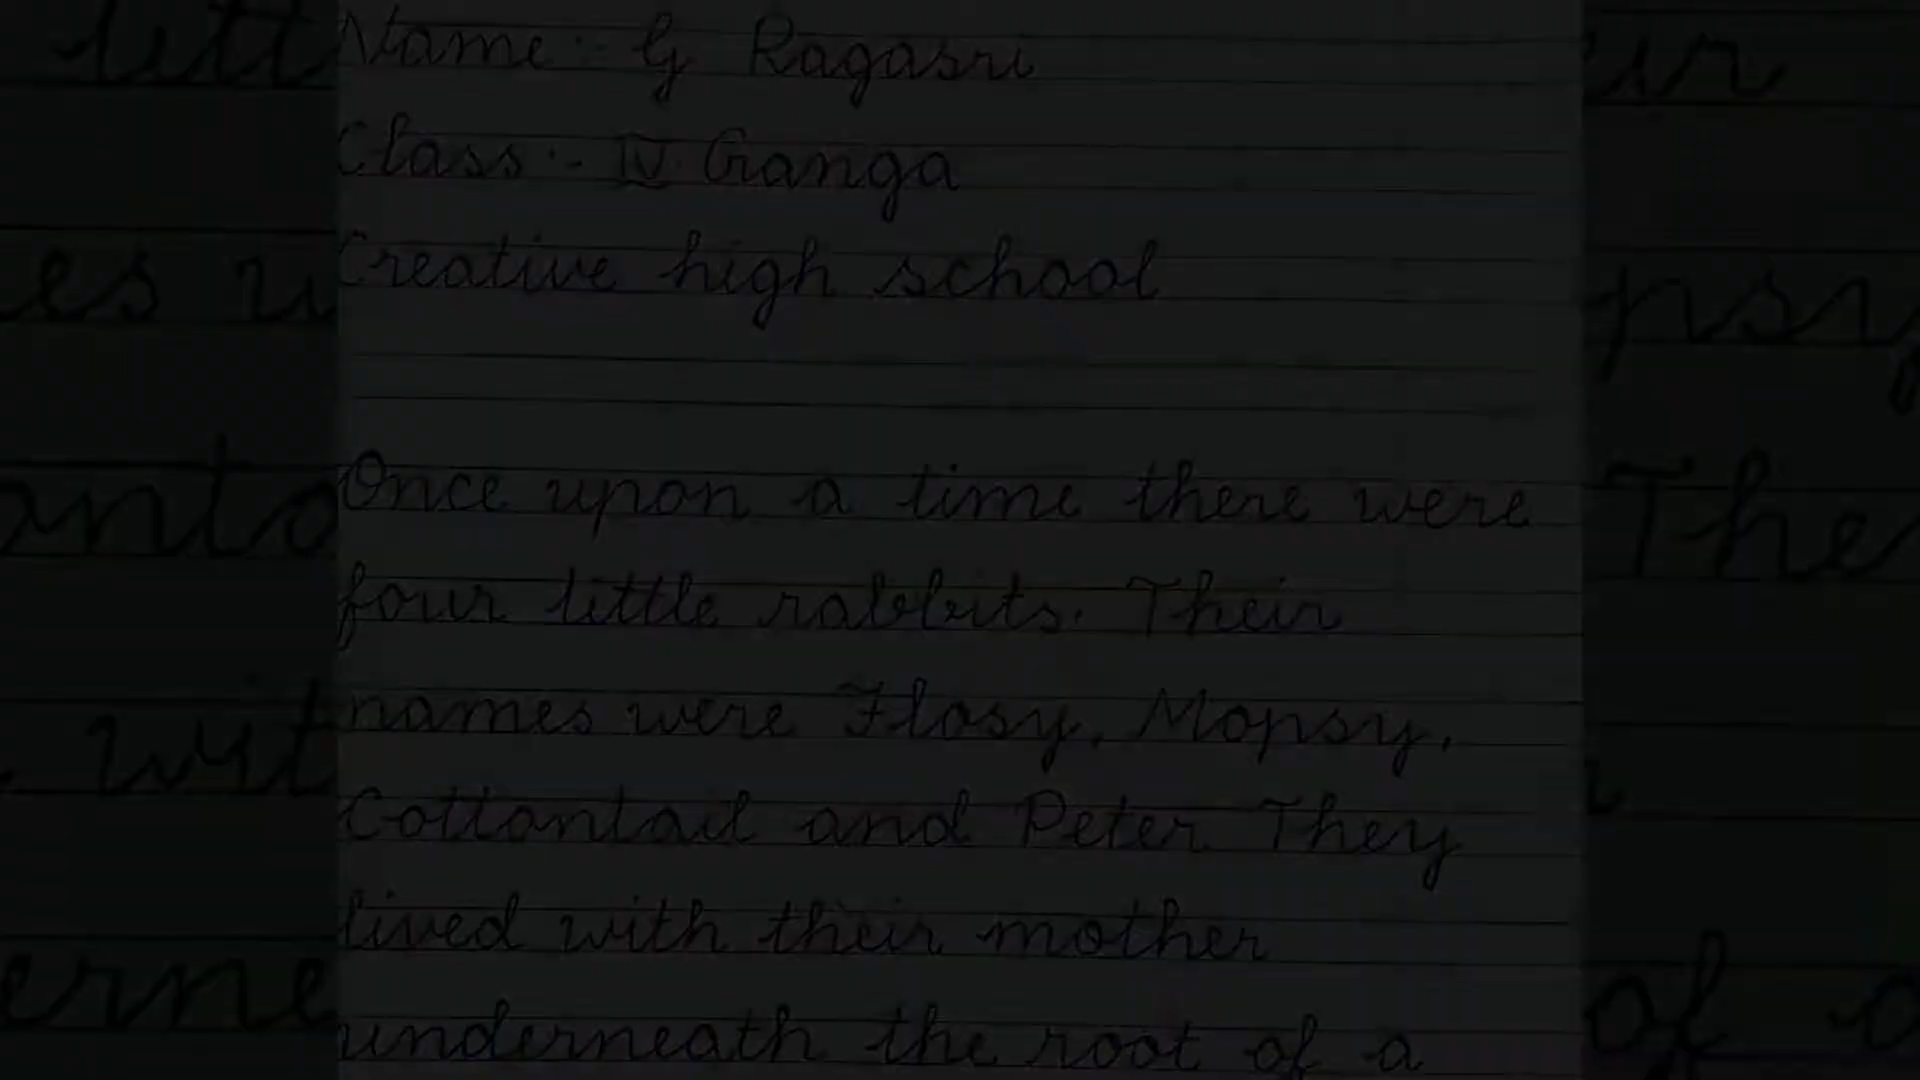 Name :- G Ragasri
Class :- IV Ganga
Creative high school
Once upon a time there were
four little rabbits. Their
names were Flosy, Mopsy,
Cottontail and Peter They
lived with their mother
underneath the root of a